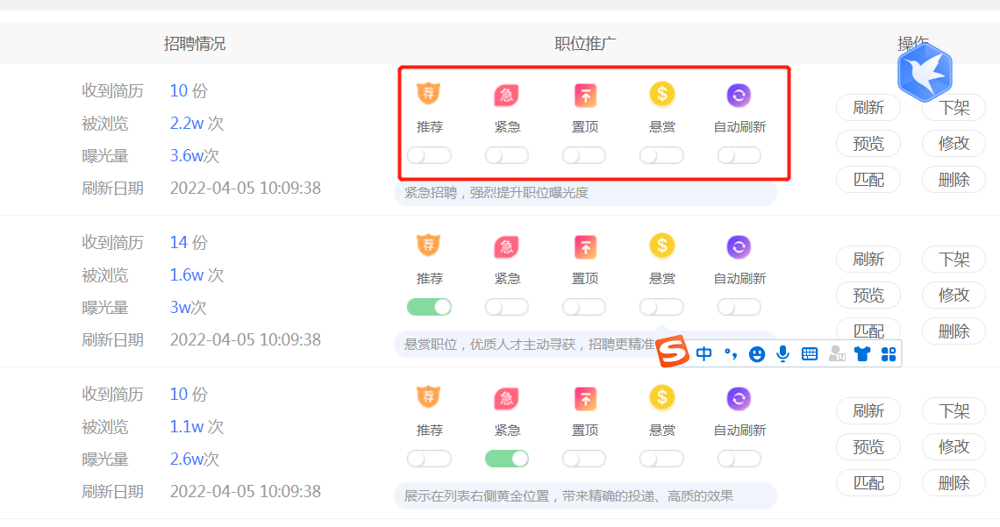 招聘情况 职位推广 操作
荐 急 $
收到简历 10 份 推荐 紧急 置顶 悬赏 自动刷新 刷新 下架
被浏览 2.2w 次 预览 修改
曝光量 3.6w次 匹配 删除
刷新日期 2022-04-05 10:09:38
紧急招聘，强烈提升职位曝光度
荐 急 $
收到简历 14 份 推荐 紧急 置顶 悬赏 自动刷新 刷新 下架
被浏览 1.6w 次 预览 修改
曝光量 3w次 匹配 删除
刷新日期 2022-04-05 10:09:38
悬赏职位，优质人才主动寻获，招聘更精准
S 中 °，
荐 急 $
收到简历 10 份 推荐 紧急 置顶 悬赏 自动刷新 刷新 下架
被浏览 1.1w 次 预览 修改
曝光量 2.6w次 匹配 删除
刷新日期 2022-04-05 10:09:38
展示在列表右侧黄金位置，带来精确的投递、高质的效果